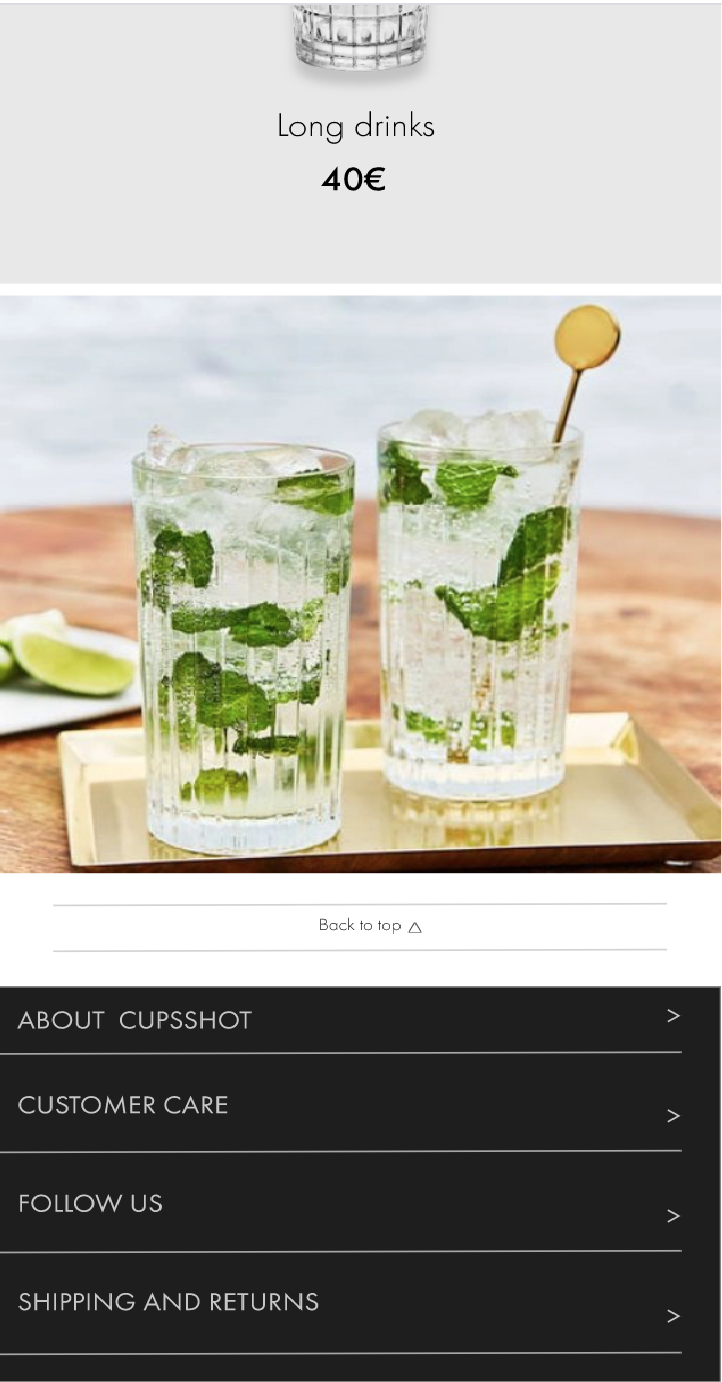 Long drinks
40€
Back to top △
ABOUT  CUPSSHOT
>
CUSTOMER CARE
>
FOLLOW US
>
SHIPPING AND RETURNS
>